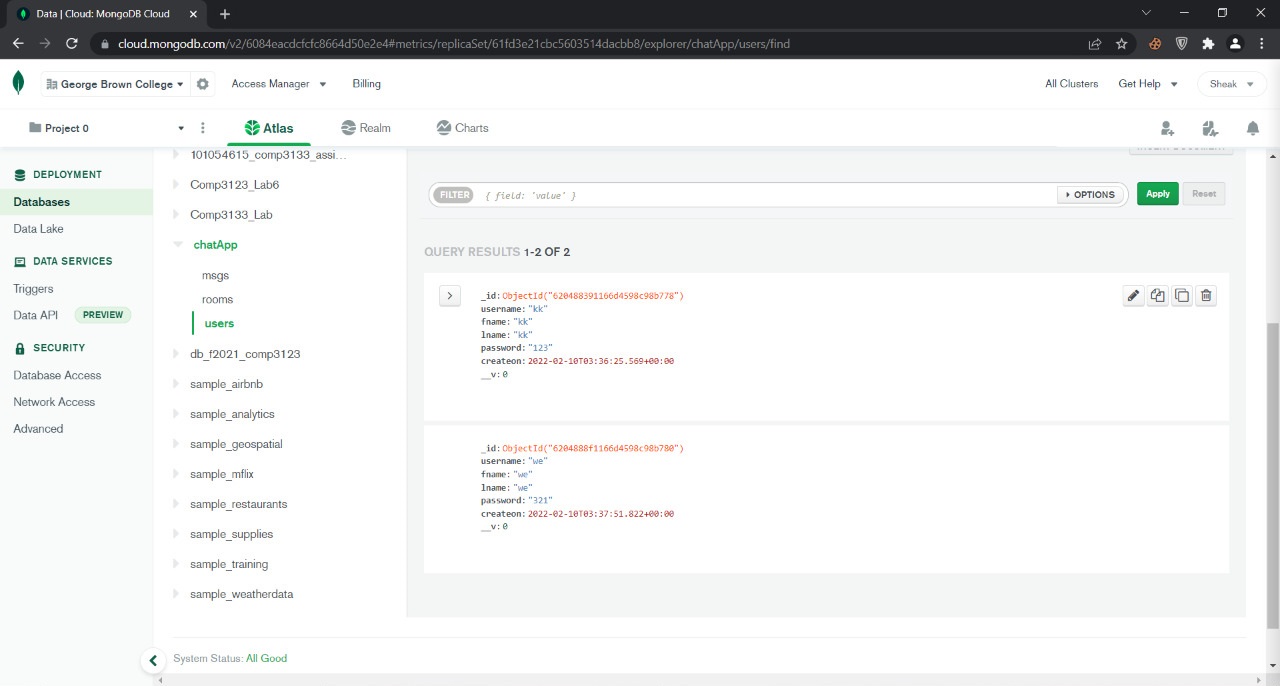 Data | Cloud: MongoDB Cloud
cloud.mongodb.com/v2/6084eacdcfcfc8664d50e2e4#metrics/replicaSet/61fd3e21cbc5603514dacbb8/explorer/chatApp/users/find
George Brown College
Access Manager
Billing
All Clusters
Get Help
Sheak
Project 0
Atlas
Realm
Charts
DEPLOYMENT
Databases
Data Lake
DATA SERVICES
Triggers
Data API PREVIEW
SECURITY
Database Access
Network Access
Advanced
101054615_comp3133_assi...
Comp3123_Lab6
Comp3133_Lab
chatApp
msgs
rooms
users
db_f2021_comp3123
sample_airbnb
sample_analytics
sample_geospatial
sample_mflix
sample_restaurants
sample_supplies
sample_training
sample_weatherdata
INSERT DOCUMENT
FILTER { field: 'value' } OPTIONS Apply Reset
QUERY RESULTS 1-2 OF 2
_id: ObjectId("620488391166d4598c98b778")
username: "kk"
fname: "kk"
lname: "kk"
password: "123"
createon: 2022-02-10T03:36:25.569+00:00
__v: 0
_id: ObjectId("6204888f1166d4598c98b780")
username: "we"
fname: "we"
lname: "we"
password: "321"
createon: 2022-02-10T03:37:51.822+00:00
__v: 0
System Status: All Good